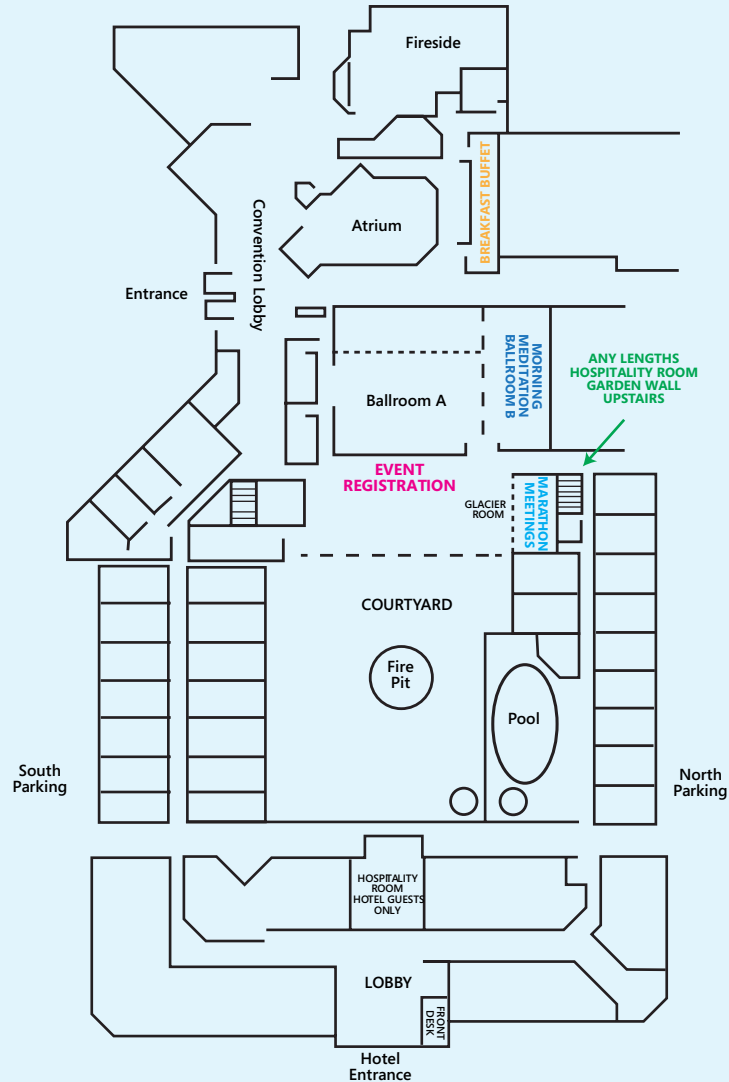 Fireside
BREAKFAST BUFFET
Atrium
Convention Lobby
Entrance
MORNING
MEDITATION
BALLROOM B
ANY LENGTHS
HOSPITALITY ROOM
GARDEN WALL
UPSTAIRS
Ballroom A
EVENT
REGISTRATION
GLACIER
ROOM
MARATHON
MEETINGS
COURTYARD
Fire
Pit
Pool
South
Parking
North
Parking
HOSPITALITY
ROOM
HOTEL GUESTS
ONLY
LOBBY
FRONT
DESK
Hotel
Entrance